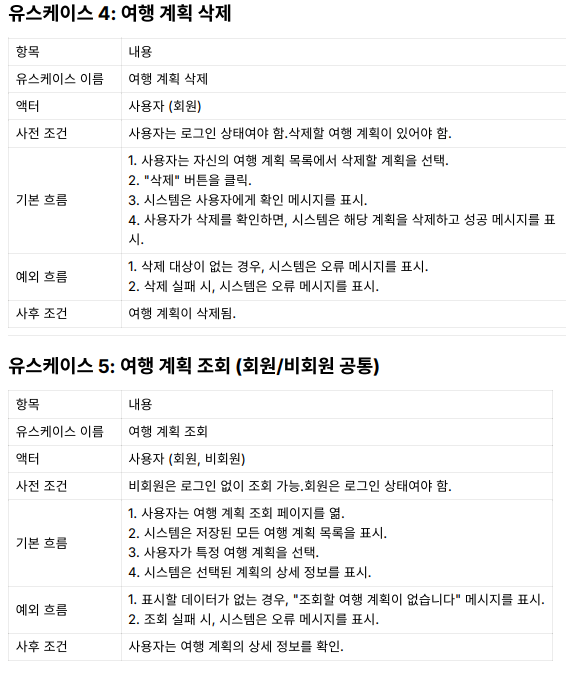 유스케이스 4: 여행 계획 삭제
항목 내용
유스케이스 이름 여행 계획 삭제
액터 사용자 (회원)
사전 조건 사용자는 로그인 상태여야 함.삭제할 여행 계획이 있어야 함.
기본 흐름
1. 사용자는 자신의 여행 계획 목록에서 삭제할 계획을 선택.
2. "삭제" 버튼을 클릭.
3. 시스템은 사용자에게 확인 메시지를 표시.
4. 사용자가 삭제를 확인하면, 시스템은 해당 계획을 삭제하고 성공 메시지를 표
시.
예외 흐름
1. 삭제 대상이 없는 경우, 시스템은 오류 메시지를 표시.
2. 삭제 실패 시, 시스템은 오류 메시지를 표시.
사후 조건 여행 계획이 삭제됨.
유스케이스 5: 여행 계획 조회 (회원/비회원 공통)
항목 내용
유스케이스 이름 여행 계획 조회
액터 사용자 (회원, 비회원)
사전 조건 비회원은 로그인 없이 조회 가능.회원은 로그인 상태여야 함.
기본 흐름
1. 사용자는 여행 계획 조회 페이지를 엶.
2. 시스템은 저장된 모든 여행 계획 목록을 표시.
3. 사용자가 특정 여행 계획을 선택.
4. 시스템은 선택된 계획의 상세 정보를 표시.
예외 흐름
1. 표시할 데이터가 없는 경우, "조회할 여행 계획이 없습니다" 메시지를 표시.
2. 조회 실패 시, 시스템은 오류 메시지를 표시.
사후 조건 사용자는 여행 계획의 상세 정보를 확인.